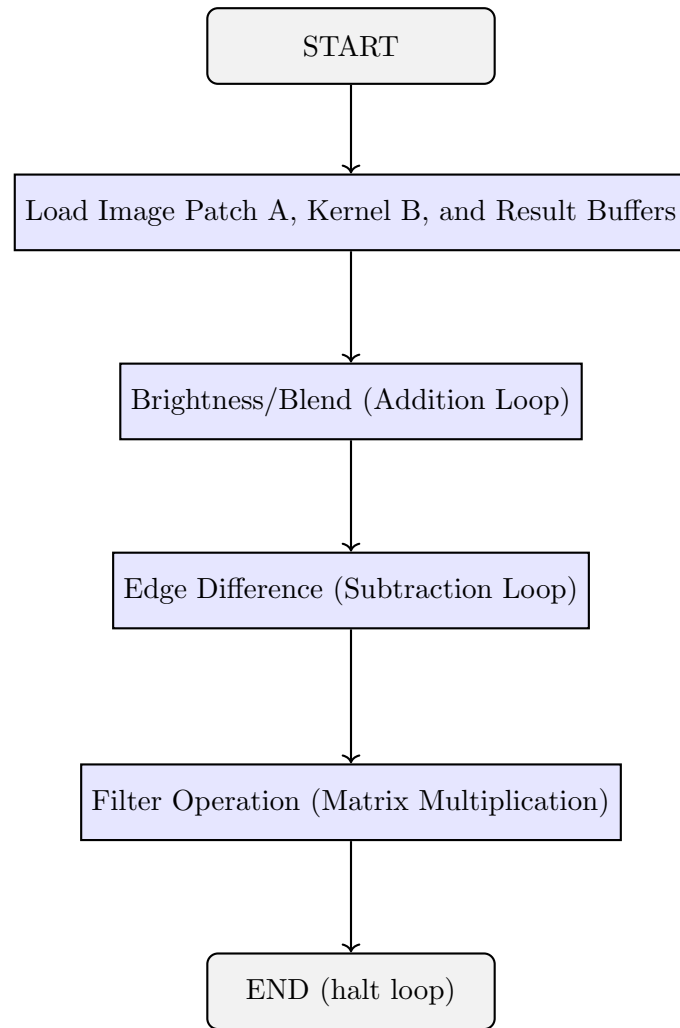 START
Load Image Patch A, Kernel B, and Result Buffers
Brightness/Blend (Addition Loop)
Edge Difference (Subtraction Loop)
Filter Operation (Matrix Multiplication)
END (halt loop)